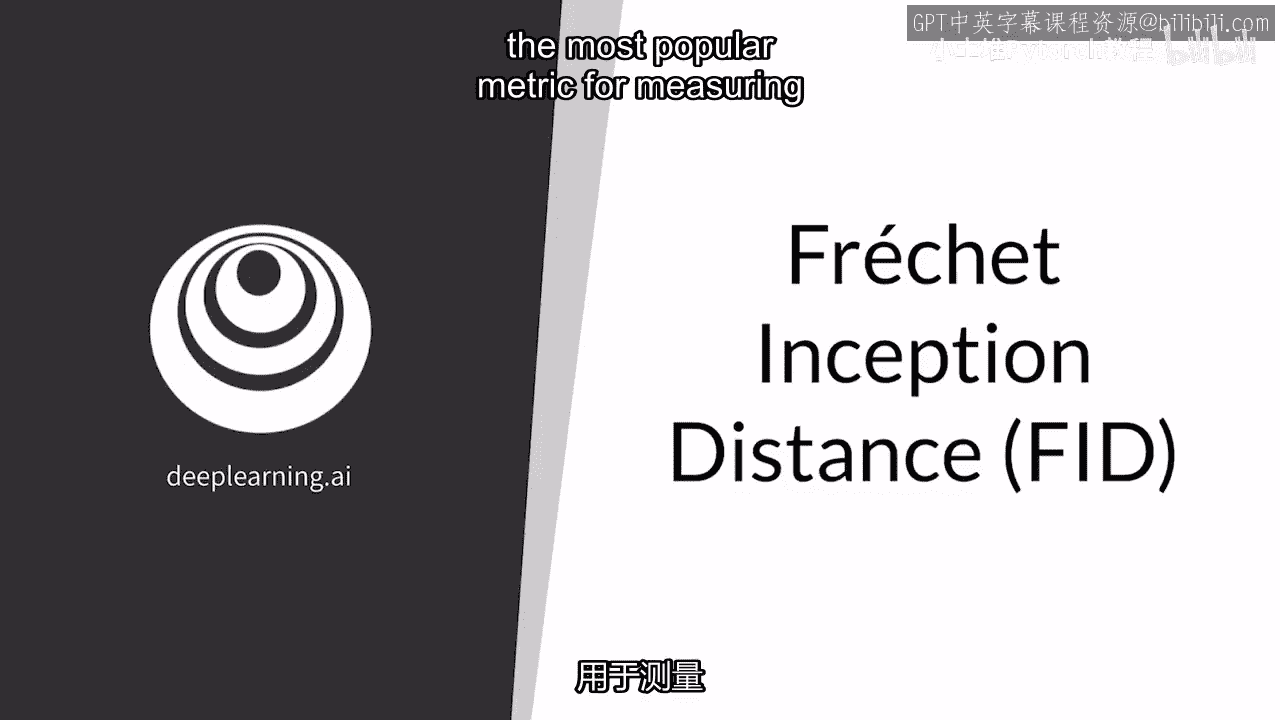 GPT中英字幕课程资源@bilibili.com
小土堆Pytorch教程 bilibili
the most popular
metric for measuring
Fréchet
Inception
Distance (FID)
deeplearning.ai
用于测量